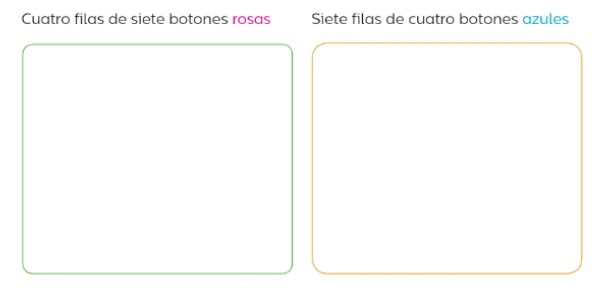 Cuatro filas de siete botones rosas
Siete filas de cuatro botones azules